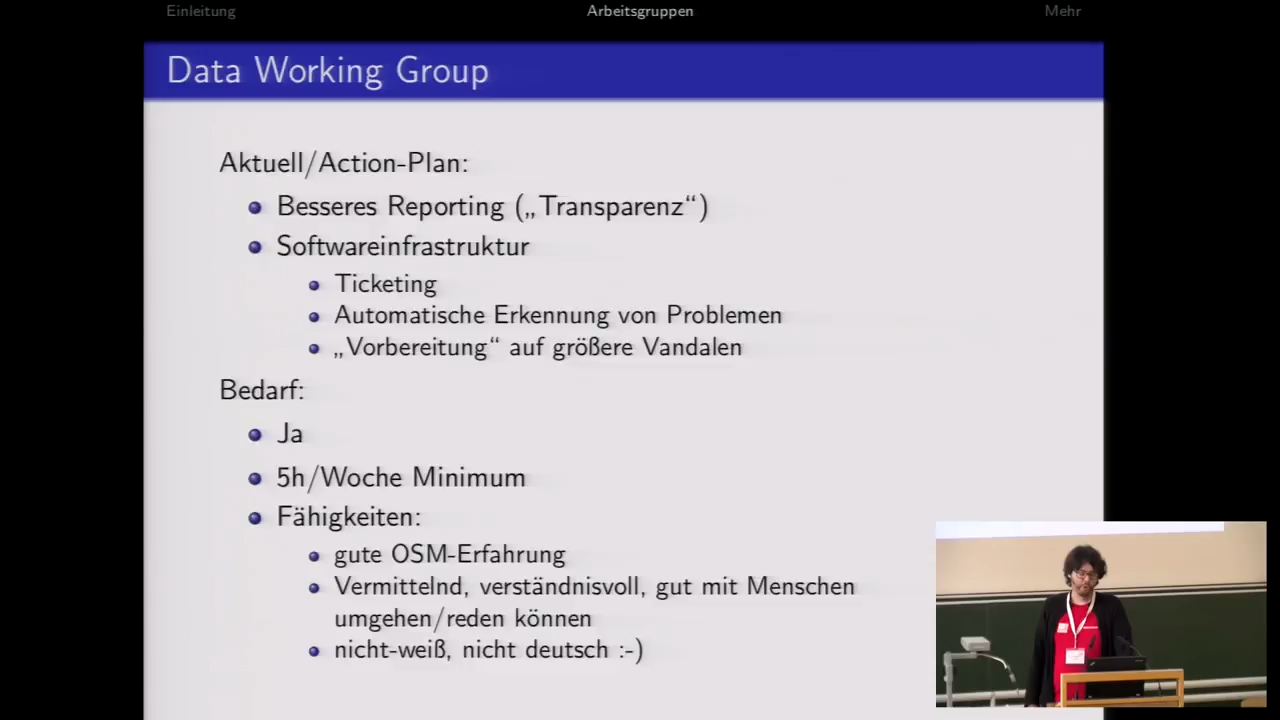 Einleitung Arbeitsgruppen Mehr
Data Working Group
Aktuell/Action-Plan:
Besseres Reporting („Transparenz“)
Softwareinfrastruktur
Ticketing
Automatische Erkennung von Problemen
„Vorbereitung“ auf größere Vandalen
Bedarf:
Ja
5h/Woche Minimum
Fähigkeiten:
gute OSM-Erfahrung
Vermittelnd, verständnisvoll, gut mit Menschen
umgehen/reden können
nicht-weiß, nicht deutsch :-)